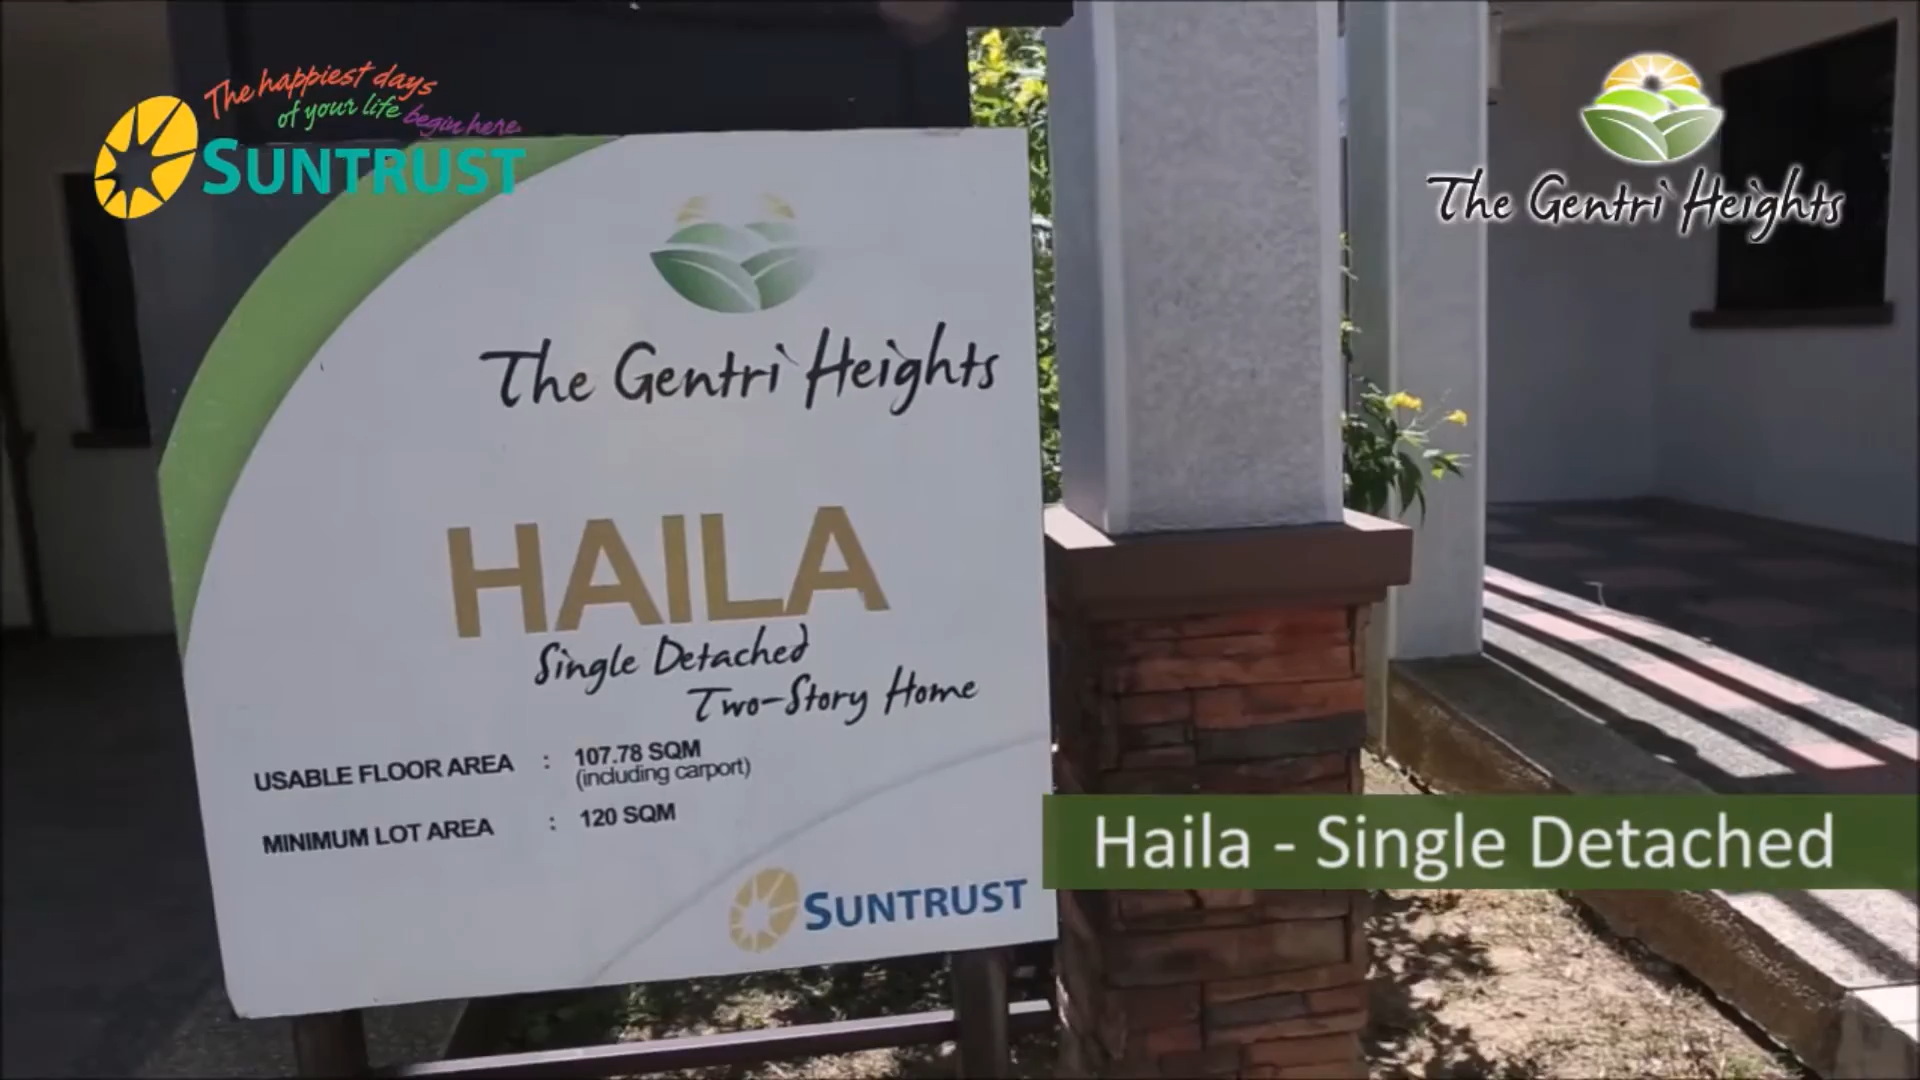 The happiest days
of your life begin here.
SUNTRUST
The Gentri Heights
The Gentri Heights
HAILA
Single Detached
Two-Story Home
USABLE FLOOR AREA : 107.78 SQM
(including carport)
MINIMUM LOT AREA : 120 SQM
SUNTRUST
Haila - Single Detached